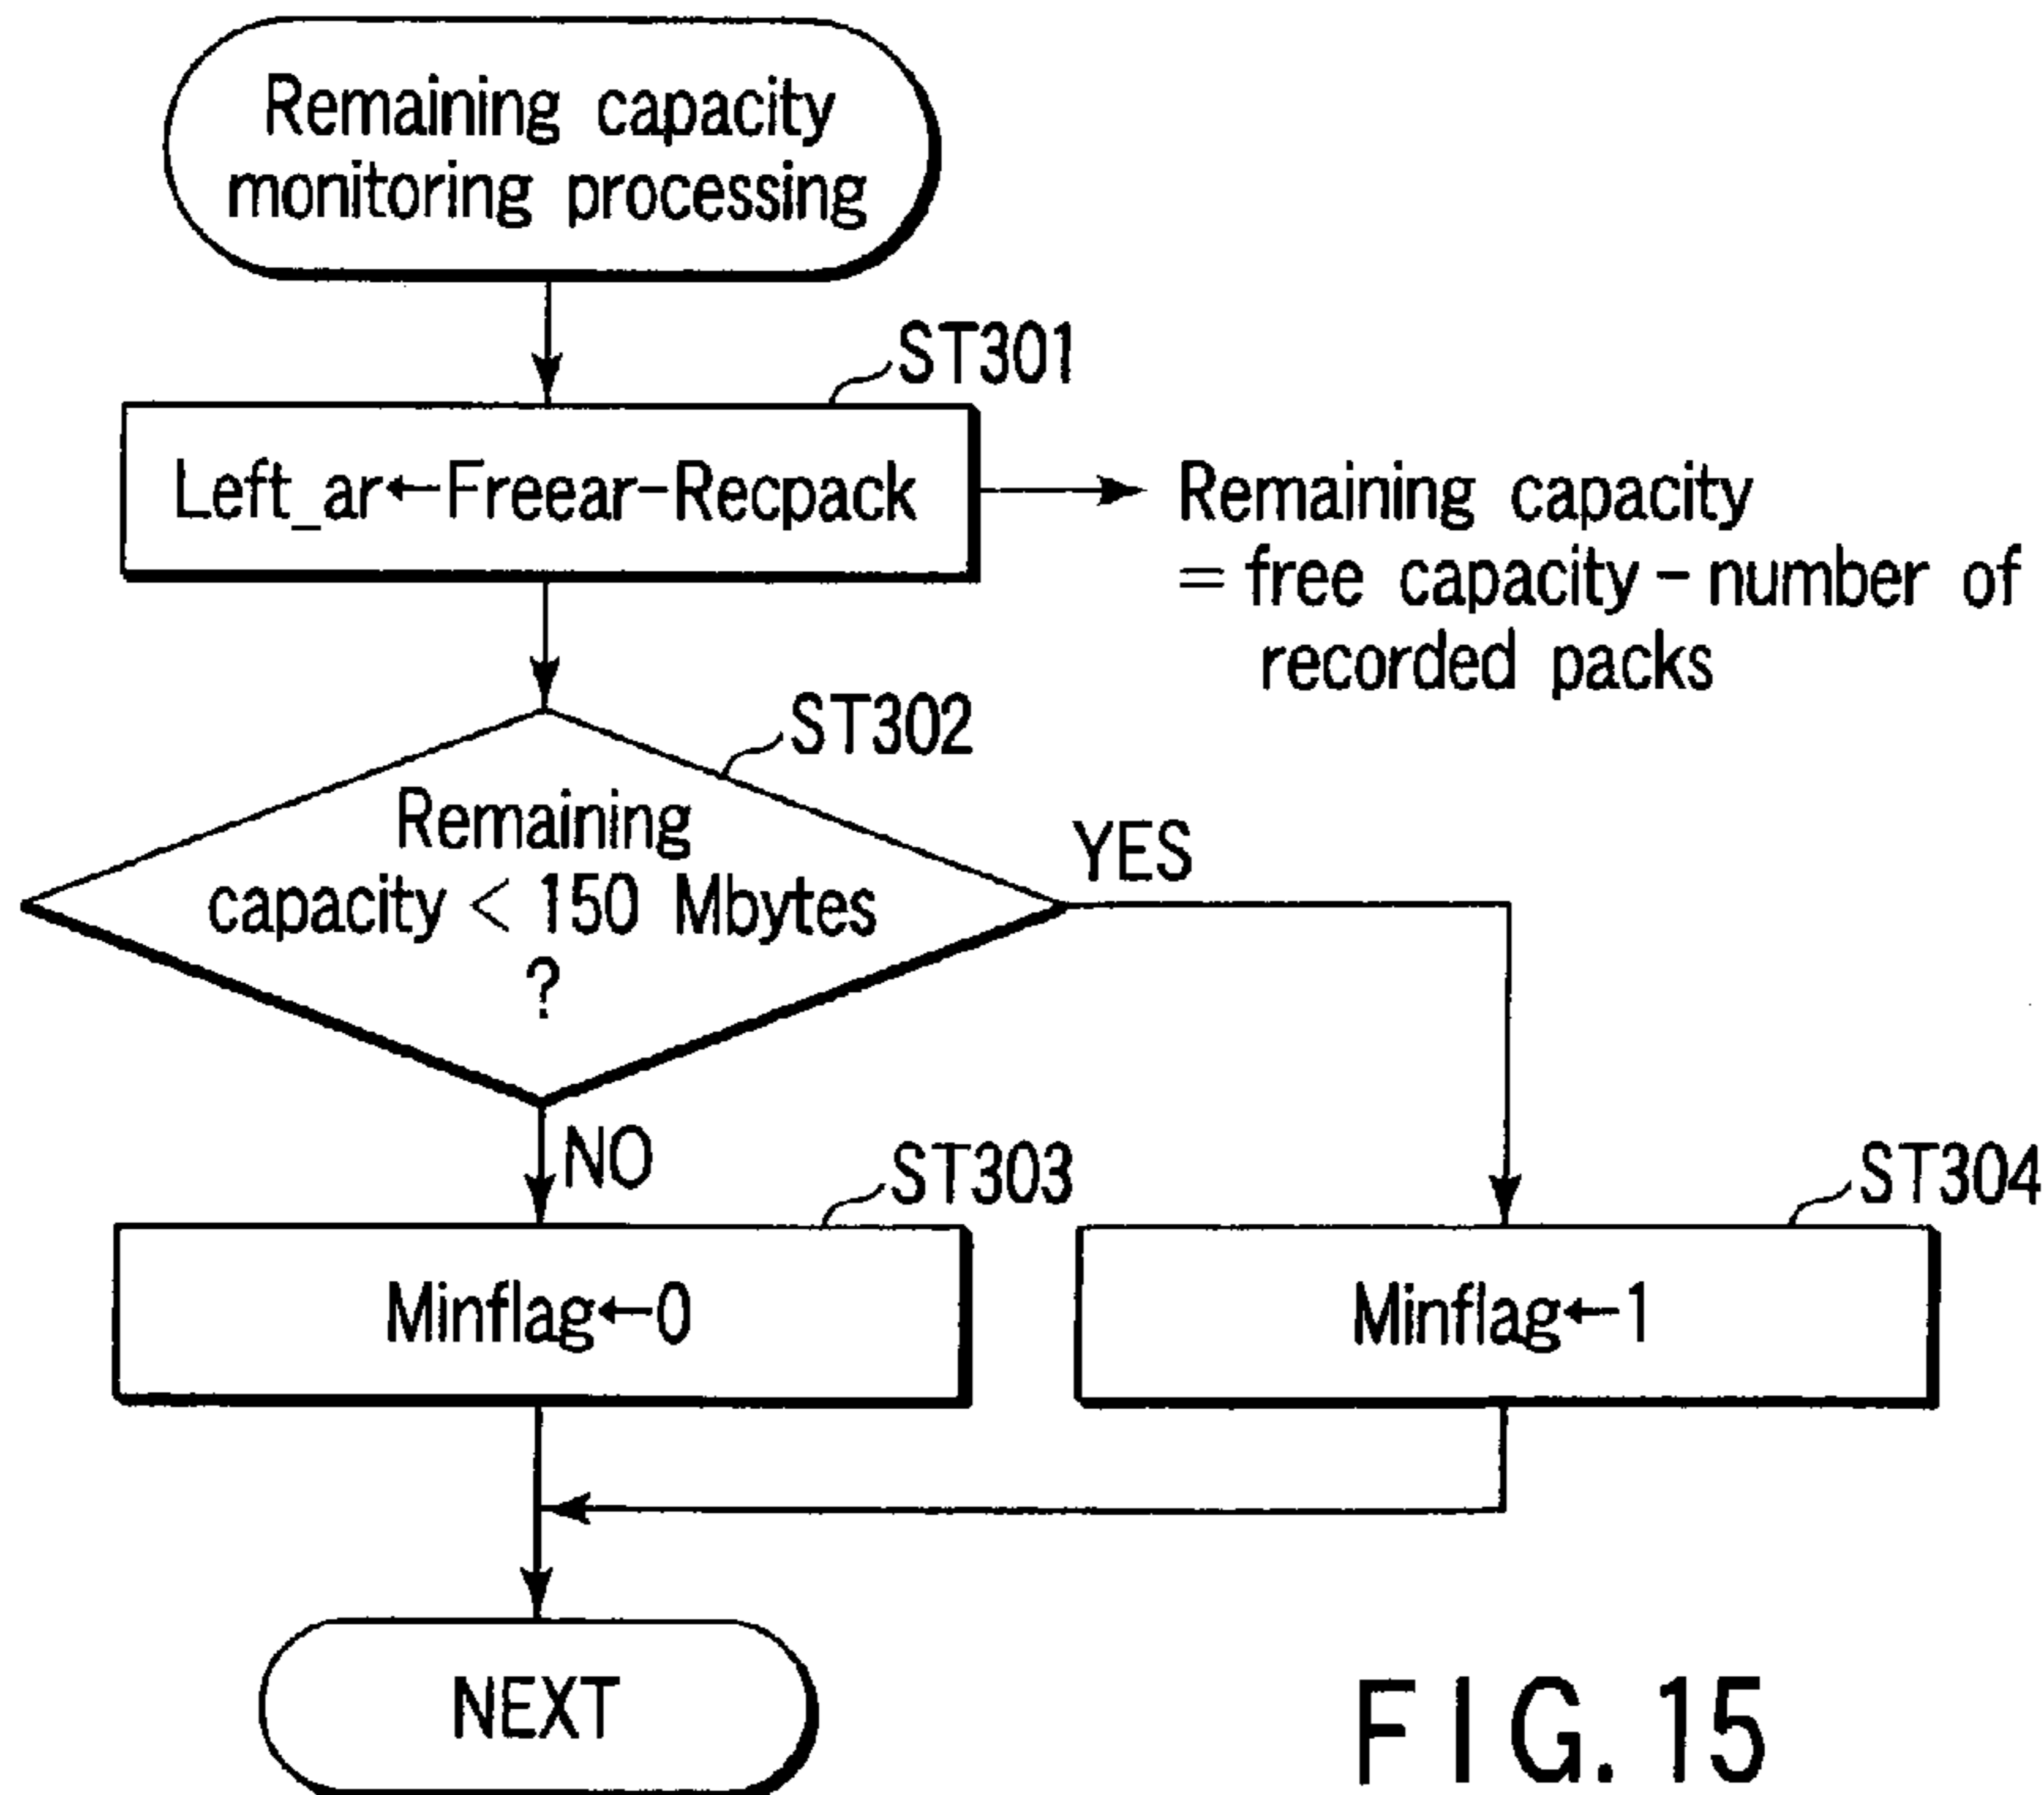 Remaining capacity
monitoring processing
ST301
Left_ar←Freear-Recpack
Remaining capacity
= free capacity - number of
recorded packs
ST302
Remaining
capacity < 150 Mbytes
?
YES
NO
ST303
Minflag←0
ST304
Minflag←1
NEXT
FIG. 15